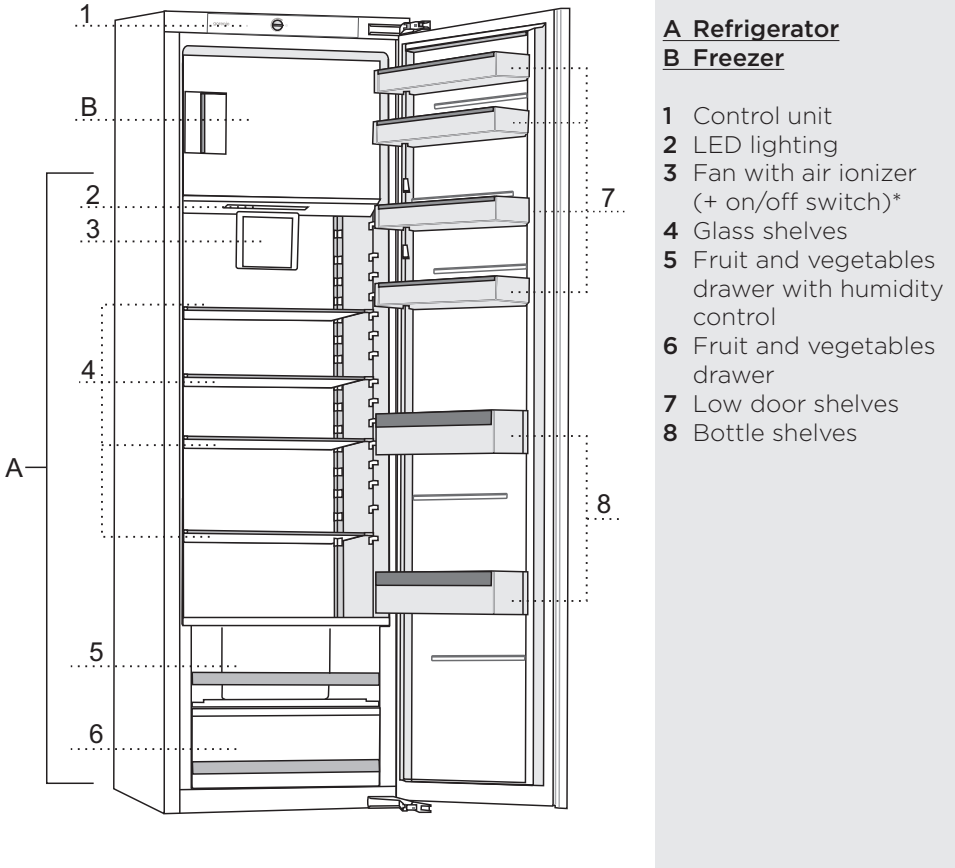 1
B
2
3
7
4
A
8
5
6
A Refrigerator
B Freezer
1 Control unit
2 LED lighting
3 Fan with air ionizer
(+ on/off switch)*
4 Glass shelves
5 Fruit and vegetables
drawer with humidity
control
6 Fruit and vegetables
drawer
7 Low door shelves
8 Bottle shelves